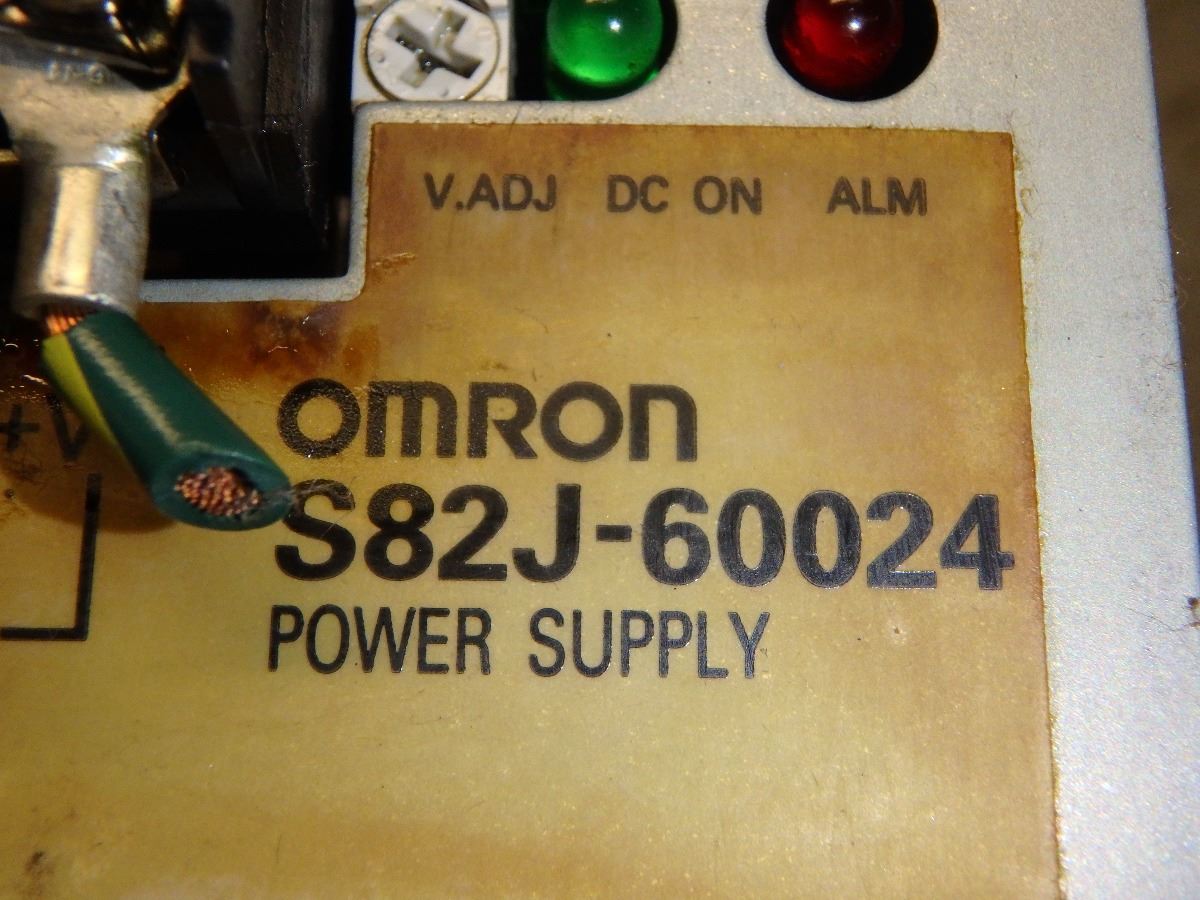 V.ADJ DC ON ALM
+V
OMRON
S82J-60024
POWER SUPPLY